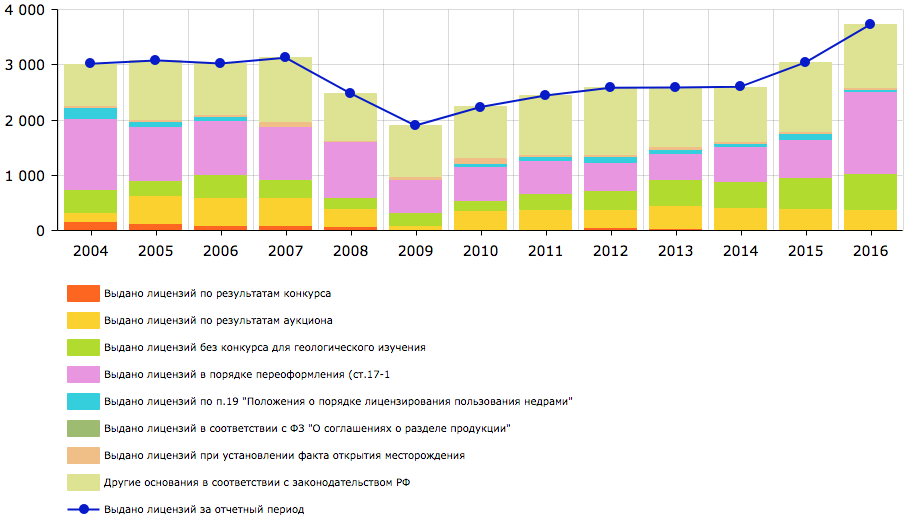 4 000
3 000
2 000
1 000
0
2004 2005 2006 2007 2008 2009 2010 2011 2012 2013 2014 2015 2016
Выдано лицензий по результатам конкурса
Выдано лицензий по результатам аукциона
Выдано лицензий без конкурса для геологического изучения
Выдано лицензий в порядке переоформления (ст.17-1
Выдано лицензий по п.19 "Положения о порядке лицензирования пользования недрами"
Выдано лицензий в соответствии с ФЗ "О соглашениях о разделе продукции"
Выдано лицензий при установлении факта открытия месторождения
Другие основания в соответствии с законодательством РФ
Выдано лицензий за отчетный период